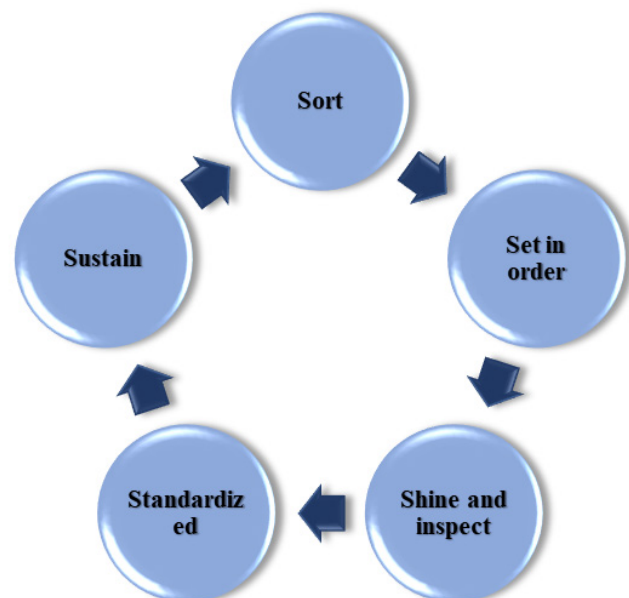 Sort
Set in
order
Shine and
inspect
Standardiz
ed
Sustain